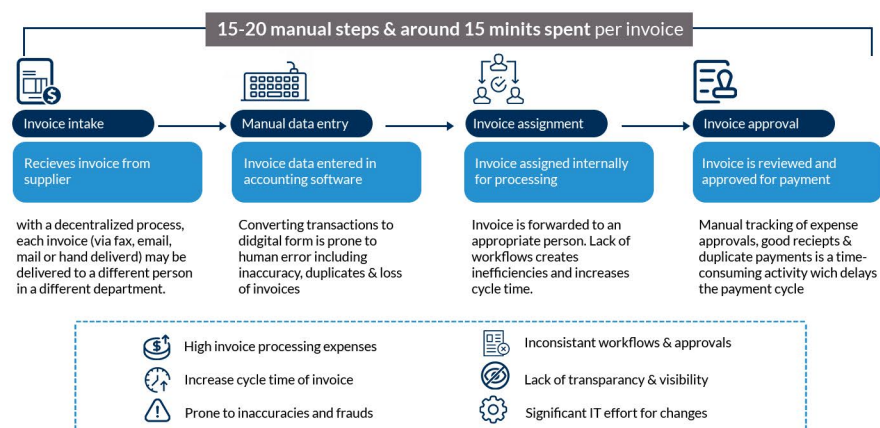 15-20 manual steps & around 15 minits spent per invoice
Invoice intake
Manual data entry
Invoice assignment
Invoice approval
Recieves invoice from
supplier
Invoice data entered in
accounting software
Invoice assigned internally
for processing
Invoice is reviewed and
approved for payment
with a decentralized process,
each invoice (via fax, email,
mail or hand deliverd) may be
delivered to a different person
in a different department.
Converting transactions to
didgital form is prone to
human error including
inaccuracy, duplicates & loss
of invoices
Invoice is forwarded to an
appropriate person. Lack of
workflows creates
inefficiencies and increases
cycle time.
Manual tracking of expense
approvals, good reciepts &
duplicate payments is a time-
consuming activity wich delays
the payment cycle
High invoice processing expenses
Increase cycle time of invoice
Prone to inaccuracies and frauds
Inconsistant workflows & approvals
Lack of transparancy & visibility
Significant IT effort for changes